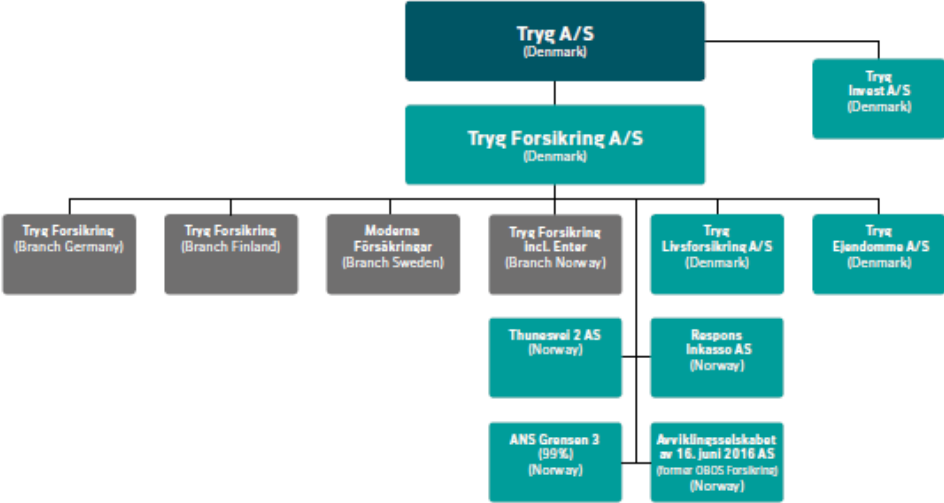 Tryg A/S
(Denmark)
Tryg
Invest A/S
(Denmark)
Tryg Forsikring A/S
(Denmark)
Tryg Forsikring
(Branch Germany)
Tryg Forsikring
(Branch Finland)
Moderna
Försäkringar
(Branch Sweden)
Tryg Forsikring
incl. Enter
(Branch Norway)
Tryg
Livsforsikring A/S
(Denmark)
Tryg
Ejendomme A/S
(Denmark)
Thunesvei 2 AS
(Norway)
Respons
Inkasso AS
(Norway)
ANS Grensen 3
(99%)
(Norway)
Avviklingsselskabet
av 16. juni 2016 AS
(former OBOS Forsikring)
(Norway)